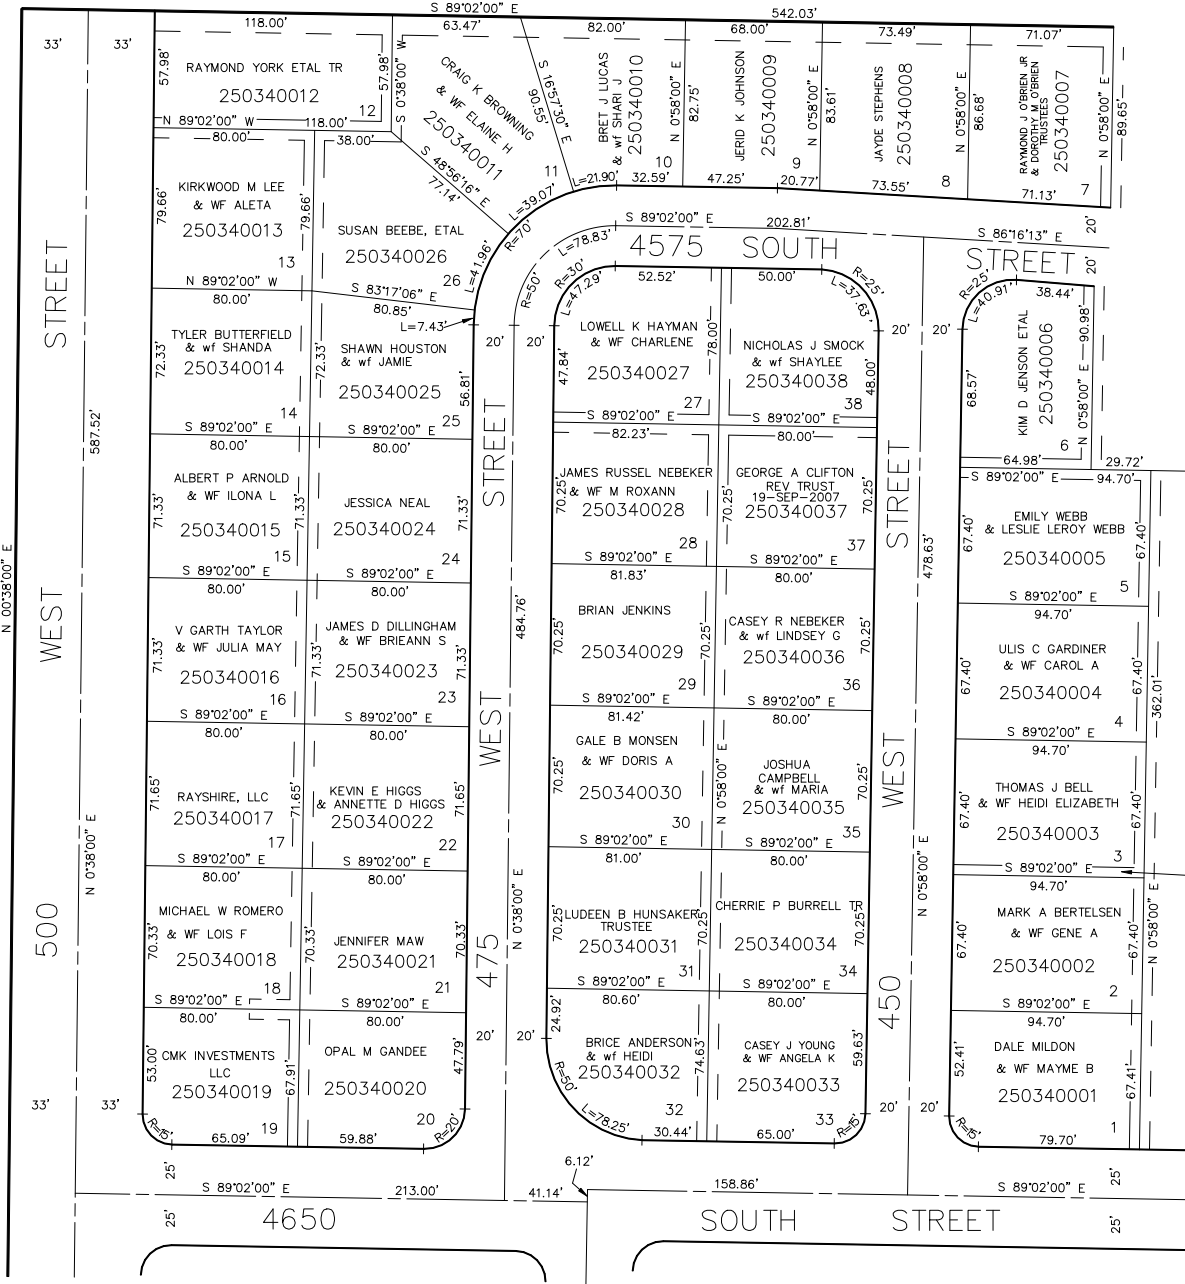 S 89°02'00" E
542.03'
118.00'
63.47'
82.00'
68.00'
73.49'
71.07'
33'
33'
57.98'
RAYMOND YORK ETAL TR
250340012
12
57.98'
S 0°38'00" W
N 89°02'00" W
118.00'
CRAIG K BROWNING
& WF ELAINE H
250340011
11
S 16°57'30" E
90.55'
S 48°56'16" E
77.14'
L=39.07'
R=70'
BRET J LUCAS
& wf SHARI J
250340010
10
L=21.90'
32.59'
N 0°58'00" E
82.75'
JERID K JOHNSON
250340009
9
47.25'
20.77'
N 0°58'00" E
83.61'
JAYDE STEPHENS
250340008
8
73.55'
N 0°58'00" E
86.68'
RAYMOND J O'BRIEN JR
& DOROTHY M O'BRIEN
TRUSTEES
250340007
7
71.13'
N 0°58'00" E
89.65'
80.00'
38.00'
79.66'
KIRKWOOD M LEE
& WF ALETA
250340013
13
79.66'
N 89°02'00" W
80.00'
SUSAN BEEBE, ETAL
250340026
26
L=41.96'
S 83°17'06" E
80.85'
L=7.43'
S 89°02'00" E
202.81'
S 86°16'13" E
20'
20'
4575 SOUTH STREET
L=78.83'
R=50'
R=30'
L=47.29'
52.52'
50.00'
R=25'
L=37.63'
R=25'
L=40.91'
38.44'
72.33'
TYLER BUTTERFIELD
& wf SHANDA
250340014
14
72.33'
S 89°02'00" E
80.00'
SHAWN HOUSTON
& wf JAMIE
250340025
25
56.81'
S 89°02'00" E
80.00'
20'
20'
47.84'
LOWELL K HAYMAN
& WF CHARLENE
250340027
27
78.00'
S 89°02'00" E
82.23'
NICHOLAS J SMOCK
& wf SHAYLEE
250340038
38
48.00'
S 89°02'00" E
80.00'
20'
20'
68.57'
KIM D JENSON ETAL
250340006
6
N 0°58'00" E
90.98'
64.98'
29.72'
S 89°02'00" E
94.70'
STREET
WEST
500
587.52'
N 00°38'00" E
N 0°38'00" E
71.33'
ALBERT P ARNOLD
& WF ILONA L
250340015
15
71.33'
S 89°02'00" E
80.00'
JESSICA NEAL
250340024
24
71.33'
S 89°02'00" E
80.00'
STREET
WEST
475
484.76'
N 0°38'00" E
70.25'
JAMES RUSSEL NEBEKER
& WF M ROXANN
250340028
28
S 89°02'00" E
81.83'
70.25'
GEORGE A CLIFTON
REV TRUST
19-SEP-2007
250340037
37
70.25'
S 89°02'00" E
80.00'
STREET
WEST
450
478.63'
N 0°58'00" E
67.40'
EMILY WEBB
& LESLIE LEROY WEBB
250340005
5
67.40'
S 89°02'00" E
94.70'
71.33'
V GARTH TAYLOR
& WF JULIA MAY
250340016
16
71.33'
S 89°02'00" E
80.00'
JAMES D DILLINGHAM
& WF BRIEANN S
250340023
23
71.33'
S 89°02'00" E
80.00'
70.25'
BRIAN JENKINS
250340029
29
70.25'
S 89°02'00" E
81.42'
CASEY R NEBEKER
& wf LINDSEY G
250340036
36
70.25'
S 89°02'00" E
80.00'
67.40'
ULIS C GARDINER
& WF CAROL A
250340004
4
67.40'
362.01'
S 89°02'00" E
94.70'
71.65'
RAYSHIRE, LLC
250340017
17
71.65'
S 89°02'00" E
80.00'
KEVIN E HIGGS
& ANNETTE D HIGGS
250340022
22
71.65'
S 89°02'00" E
80.00'
70.25'
GALE B MONSEN
& WF DORIS A
250340030
30
N 0°58'00" E
S 89°02'00" E
81.00'
JOSHUA
CAMPBELL
& wf MARIA
250340035
35
70.25'
S 89°02'00" E
80.00'
67.40'
THOMAS J BELL
& WF HEIDI ELIZABETH
250340003
3
67.40'
S 89°02'00" E
94.70'
70.33'
MICHAEL W ROMERO
& WF LOIS F
250340018
18
70.33'
S 89°02'00" E
80.00'
JENNIFER MAW
250340021
21
70.33'
S 89°02'00" E
80.00'
70.25'
LUDEEN B HUNSAKER
TRUSTEE
250340031
31
70.25'
S 89°02'00" E
80.60'
CHERRIE P BURRELL TR
250340034
34
70.25'
S 89°02'00" E
80.00'
67.40'
MARK A BERTELSEN
& WF GENE A
250340002
2
67.40'
N 0°58'00" E
S 89°02'00" E
94.70'
53.00'
CMK INVESTMENTS
LLC
250340019
19
67.91'
R=15'
65.09'
OPAL M GANDEE
250340020
20
47.79'
59.88'
R=20'
20'
20'
24.92'
BRICE ANDERSON
& wf HEIDI
250340032
32
74.63'
R=50'
L=78.25'
30.44'
CASEY J YOUNG
& WF ANGELA K
250340033
33
59.63'
65.00'
R=15'
20'
20'
52.41'
DALE MILDON
& WF MAYME B
250340001
1
67.41'
R=15'
79.70'
33'
33'
25'
25'
S 89°02'00" E
213.00'
41.14'
6.12'
158.86'
S 89°02'00" E
25'
25'
4650 SOUTH STREET